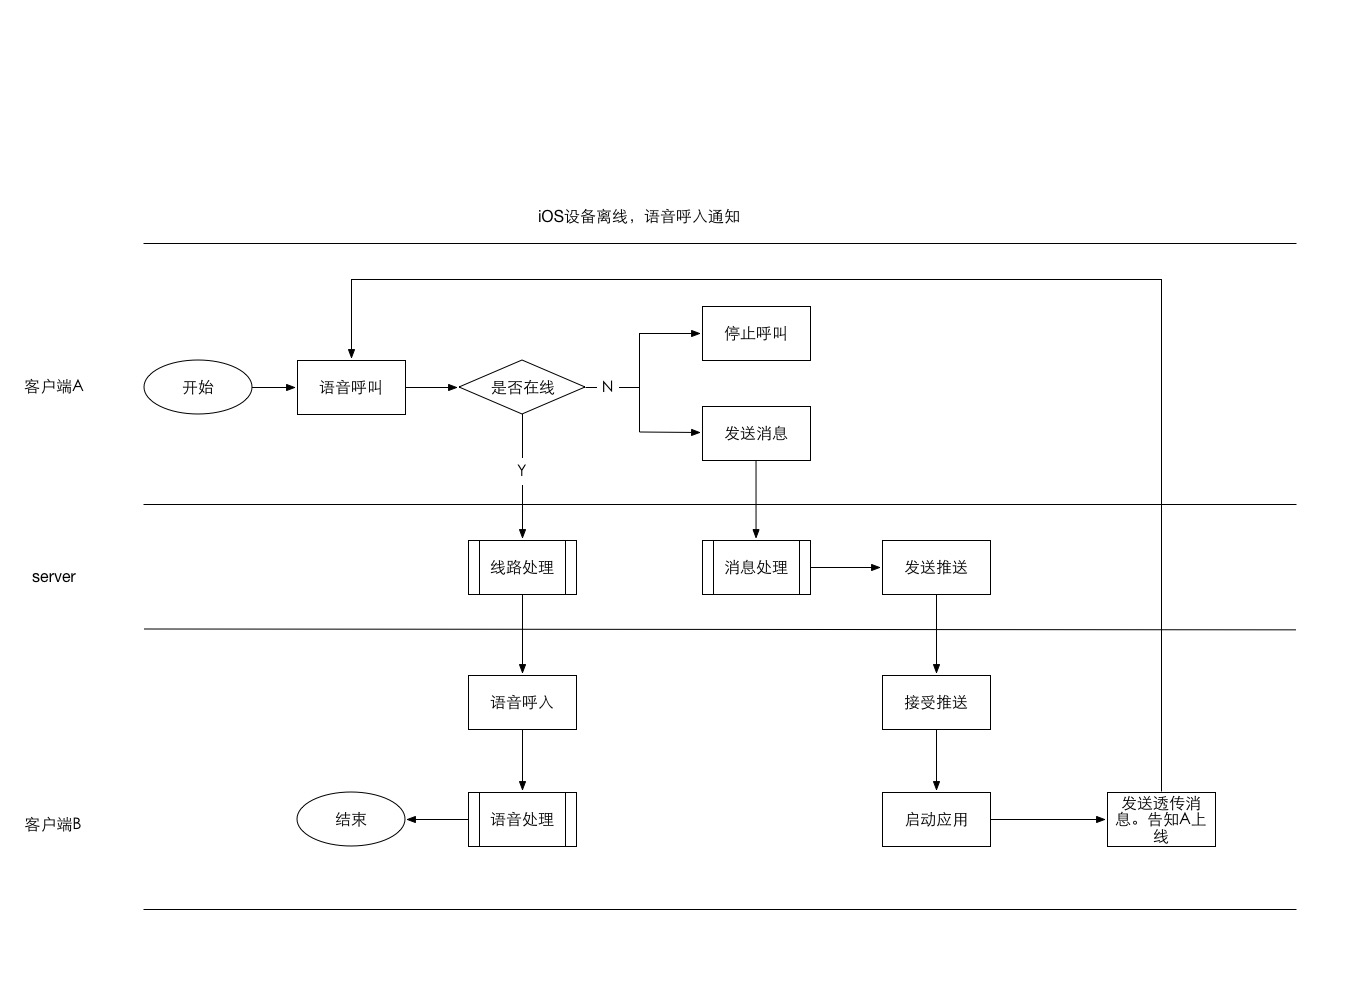 iOS设备离线，语音呼入通知
停止呼叫
客户端A
开始
语音呼叫
是否在线
N
发送消息
Y
server
线路处理
消息处理
发送推送
语音呼入
接受推送
客户端B
结束
语音处理
启动应用
发送透传消
息。告知A上
线